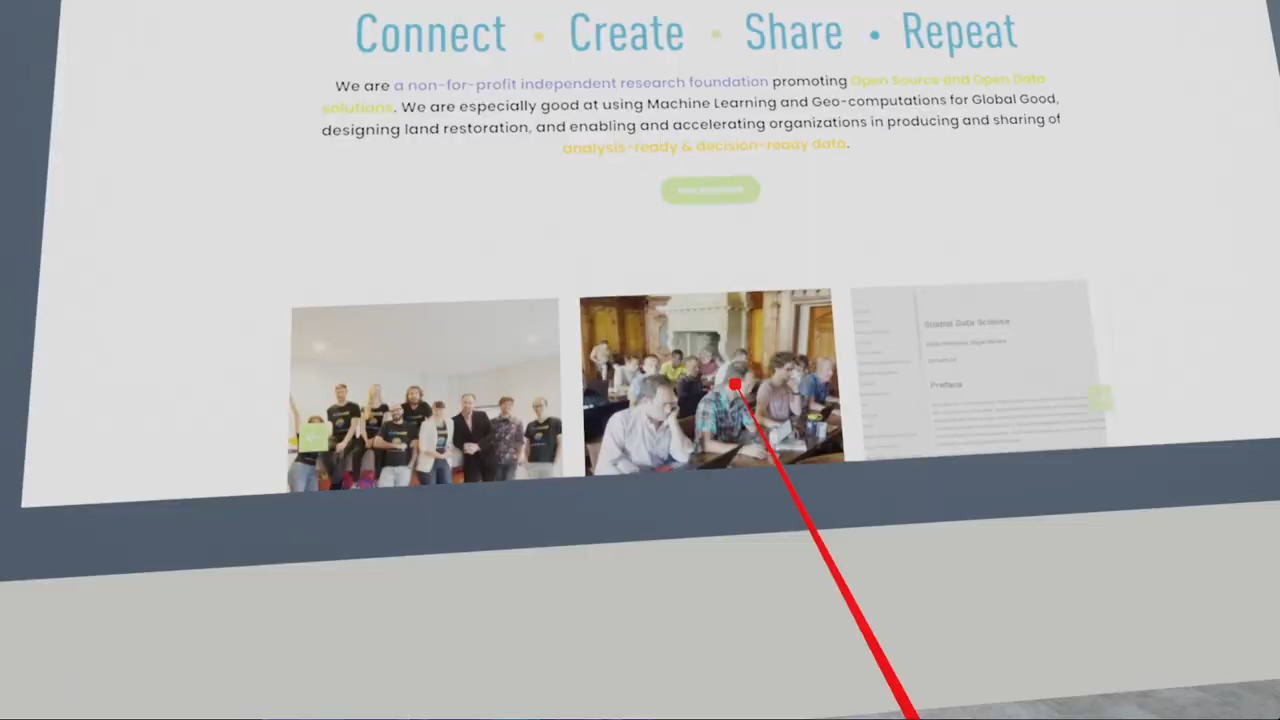 Connect • Create • Share • Repeat
We are a non-for-profit independent research foundation promoting Open Source and Open Data
solutions. We are especially good at using Machine Learning and Geo-computations for Global Good,
designing land restoration, and enabling and accelerating organizations in producing and sharing of
analysis-ready & decision-ready data.
Spatial Data Science
Preface